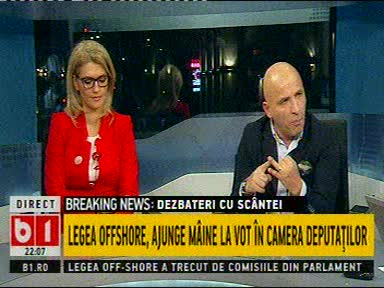 DIRECT
BREAKING NEWS: DEZBATERI CU SCÂNTEI
b1
LEGEA OFFSHORE, AJUNGE MÂINE LA VOT ÎN CAMERA DEPUTAȚILOR
22:07
B1.RO
LEGEA OFF-SHORE A TRECUT DE COMISIILE DIN PARLAMENT